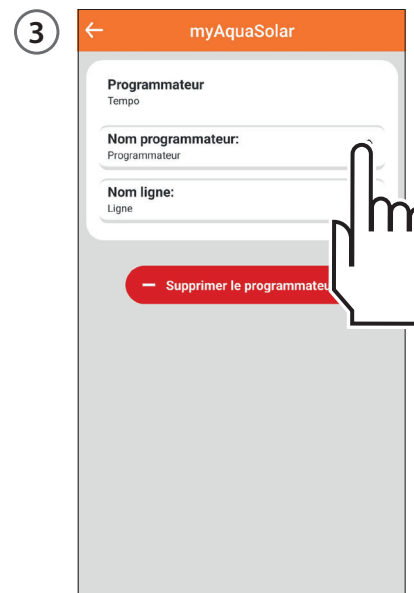 3
myAquaSolar
Programmateur
Tempo
Nom programmateur:
Programmateur
Nom ligne:
Ligne
Supprimer le programmateu